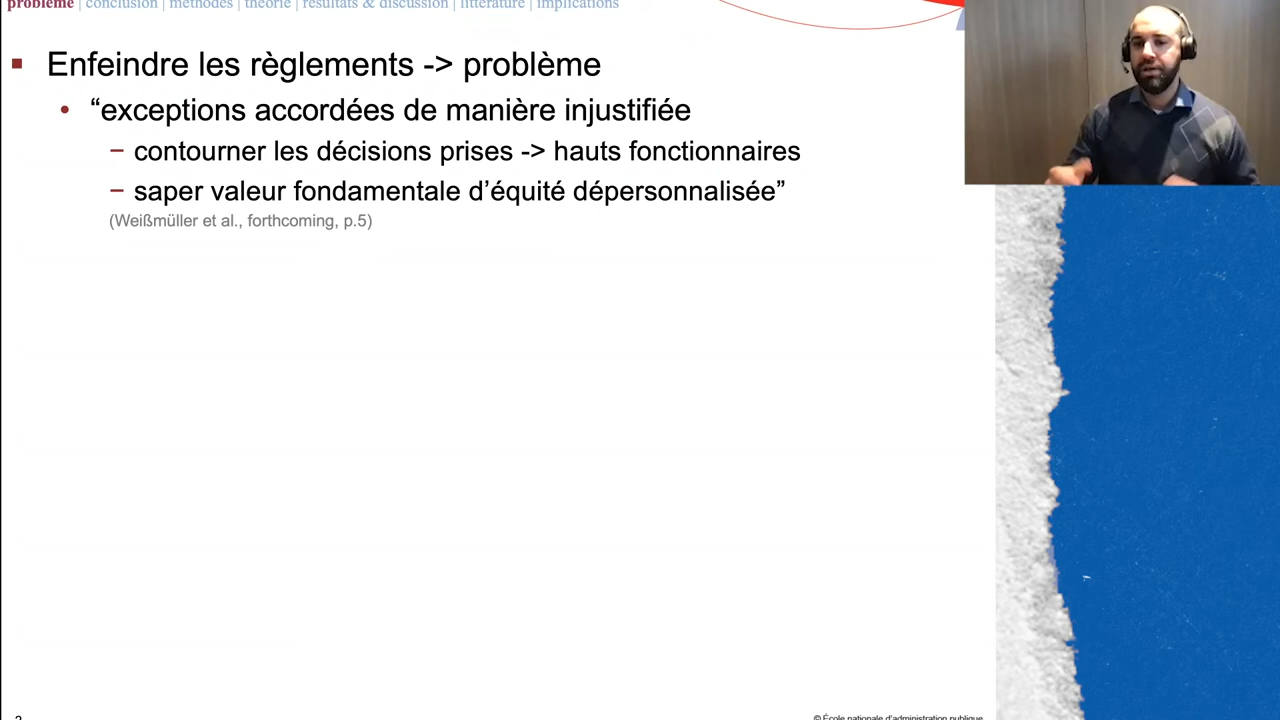 problème | conclusion | méthodes | théorie | résultats & discussion | littérature | implications
Enfeindre les règlements -> problème
“exceptions accordées de manière injustifiée
contourner les décisions prises -> hauts fonctionnaires
saper valeur fondamentale d’équité dépersonnalisée”
(Weißmüller et al., forthcoming, p.5)
2
© École nationale d’administration publique